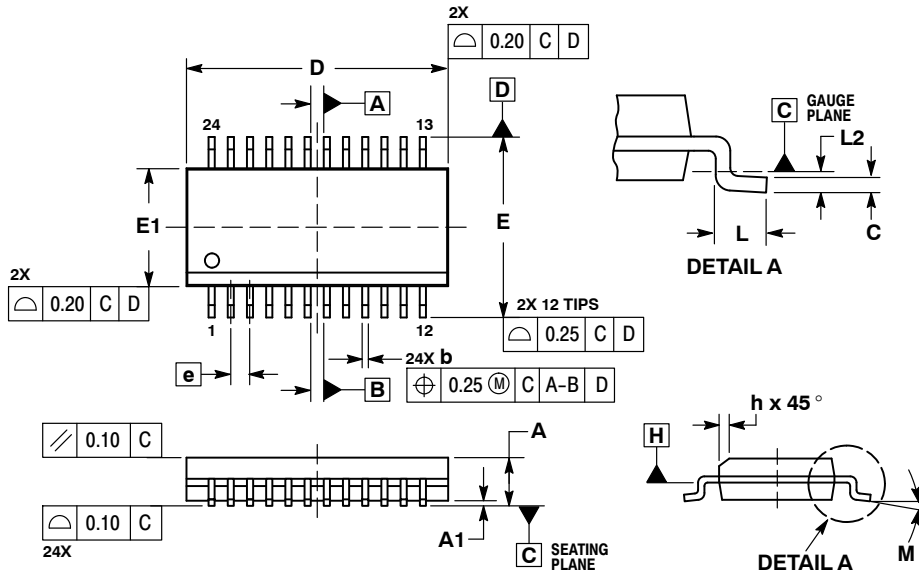 2X
⌓ 0.20 C D
D
A
D
24
13
E1
E
2X
⌓ 0.20 C D
1
12
2X 12 TIPS
⌓ 0.25 C D
e
24X b
B
⌖ 0.25 Ⓜ C A-B D
C GAUGE PLANE
L2
L
C
DETAIL A
⫽ 0.10 C
A
⌓ 0.10 C
24X
A1
C SEATING PLANE
h x 45°
H
M
DETAIL A